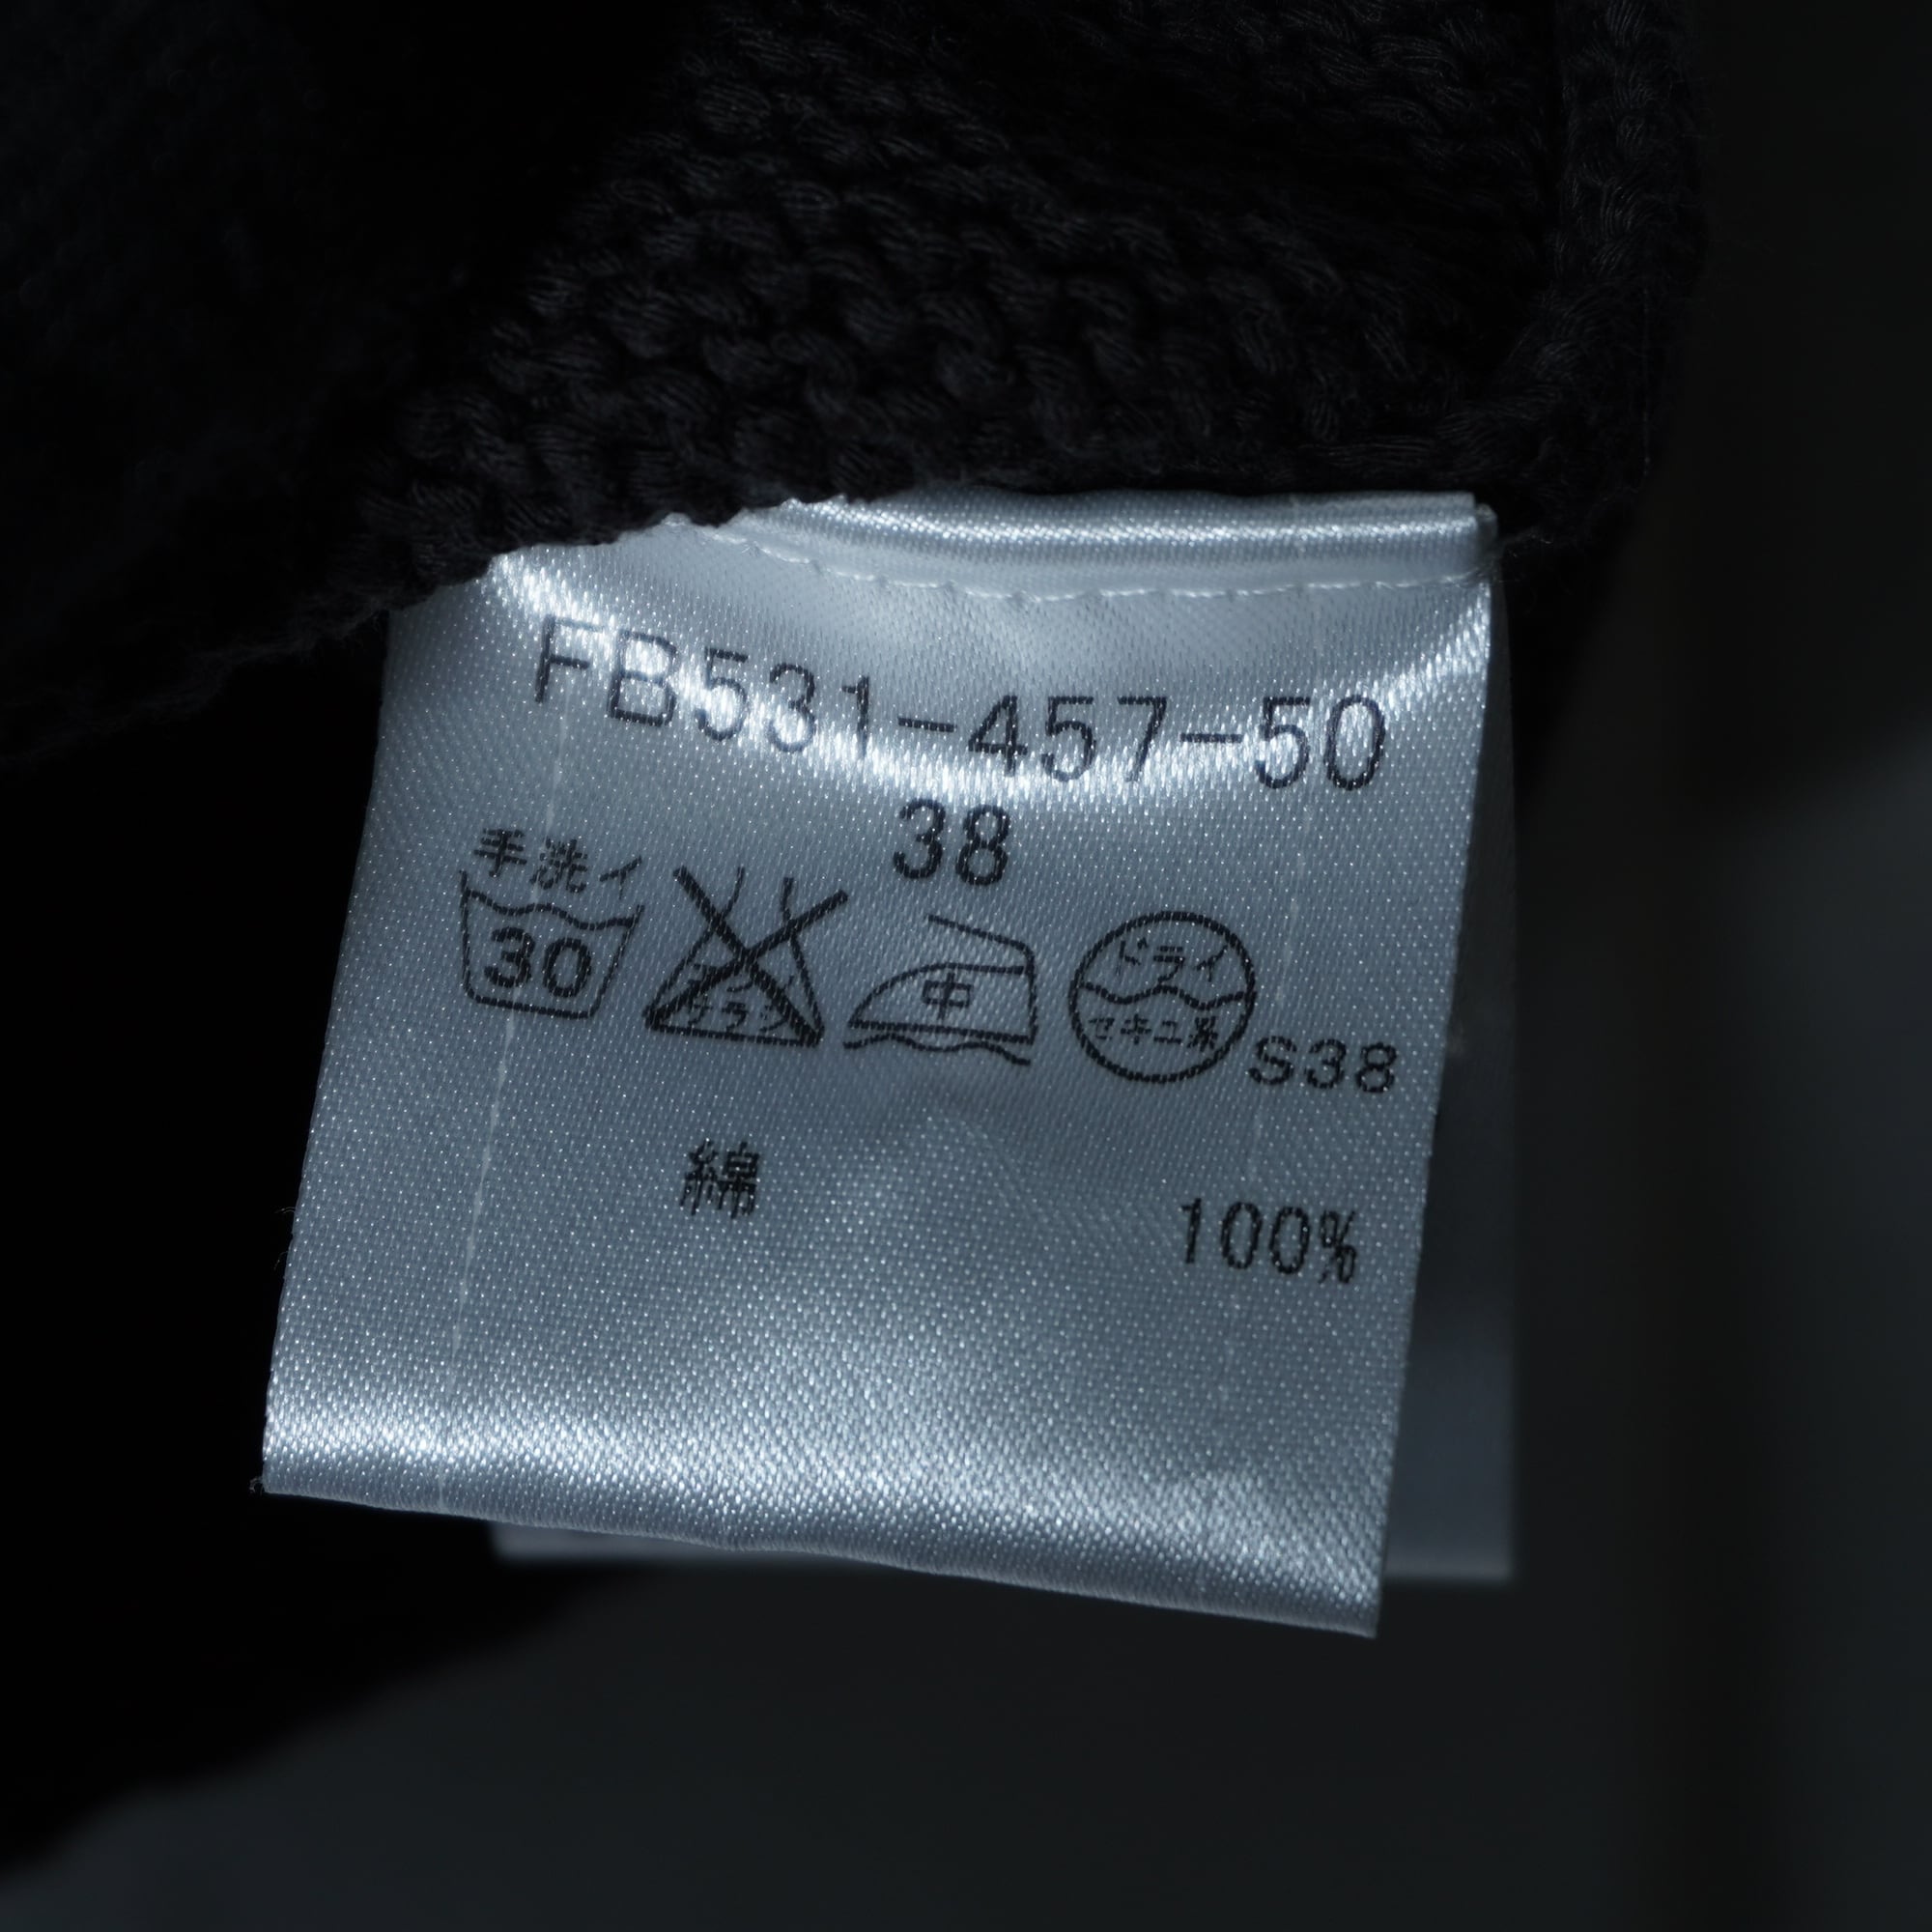 FB531-457-50
38
手洗イ
30
エンソ
サラシ
中
ドライ
セキユ系
S38
綿 100%